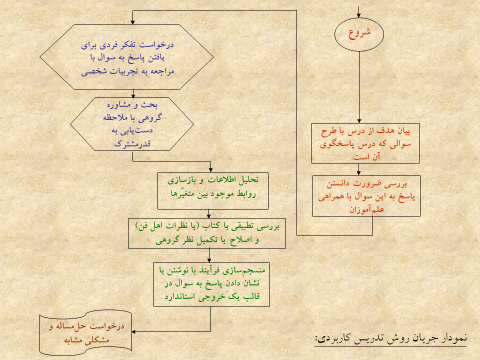 شروع
بیان هدف از درس با طرح
سوالی که درس پاسخگوی
آن است.
بررسی ضرورت دانستن
پاسخ به این سوال با همراهی
علم‌آموزان
درخواست تفکر فردی برای
یافتن پاسخ به سوال با
مراجعه به تجربیات شخصی
بحث و مشاوره
گروهی با ملاحظه
دست‌یابی به
قدرمشترک
تحلیل اطلاعات و بازسازی
روابط موجود بین متغیرها
بررسی تطبیقی با کتاب (یا نظرات اهل فن)
و اصلاح یا تکمیل نظر گروهی
منسجم‌سازی فرآیند با نوشتن یا
نشان دادن پاسخ به سوال در
قالب یک خروجی استاندارد
درخواست حل‌مساله و
مشکلی مشابه
نمودار جریان روش تدریس کاربردی: